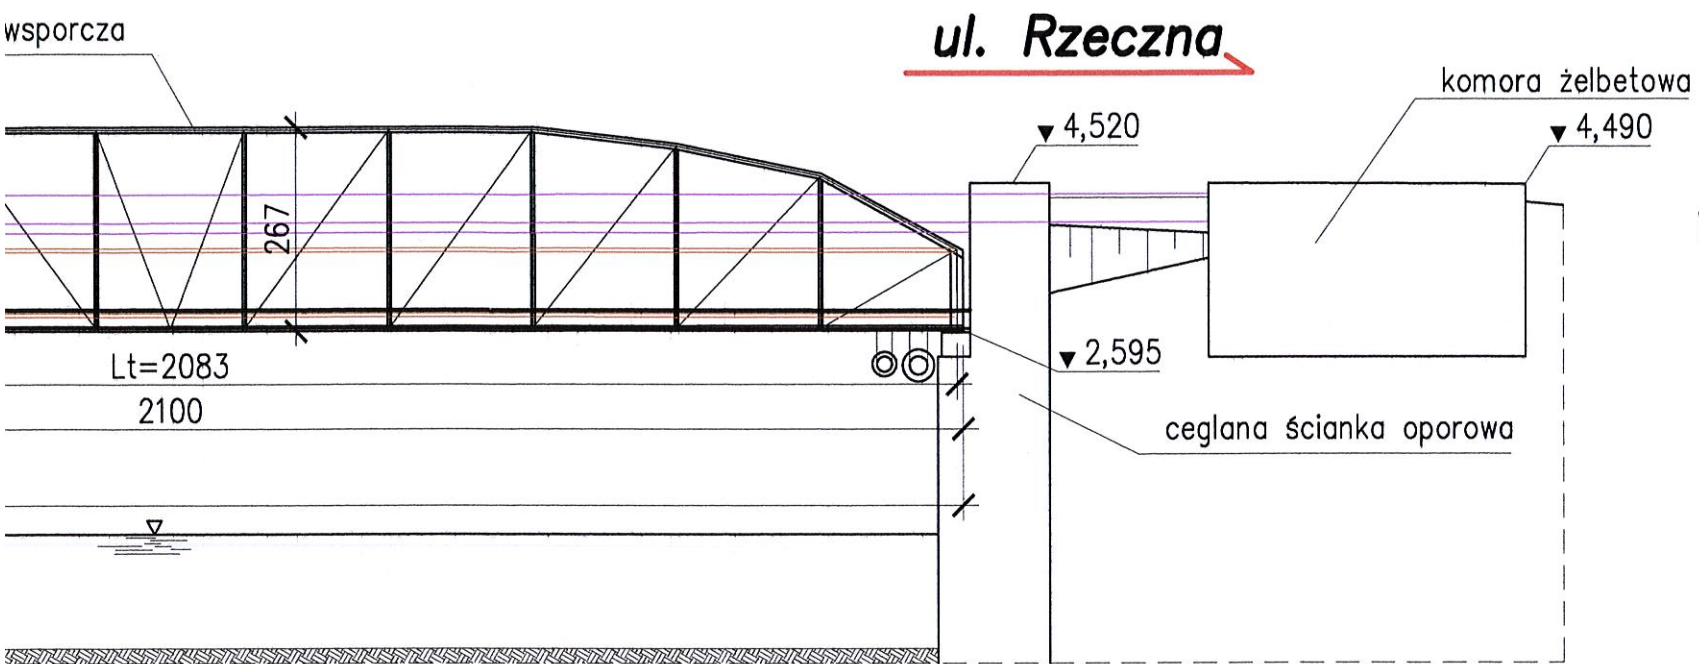 wsporcza
ul. Rzeczna
komora żelbetowa
4,520
4,490
267
2,595
Lt=2083
2100
ceglana ścianka oporowa